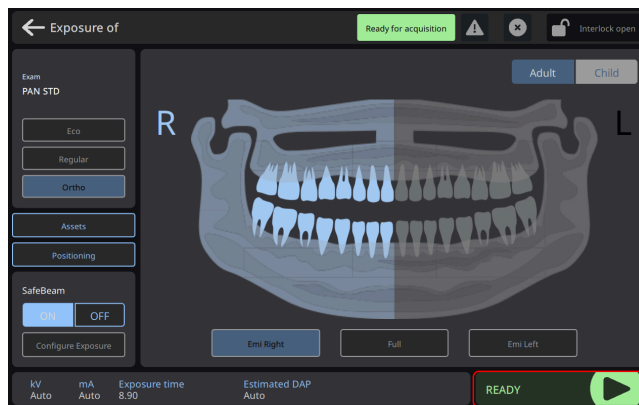 Exposure of
Ready for acquisition
Interlock open
Exam
PAN STD
Eco
Regular
Ortho
Assets
Positioning
SafeBeam
ON OFF
Configure Exposure
Adult Child
R
L
Emi Right Full Emi Left
kV mA Exposure time Estimated DAP
Auto Auto 8.90 Auto
READY